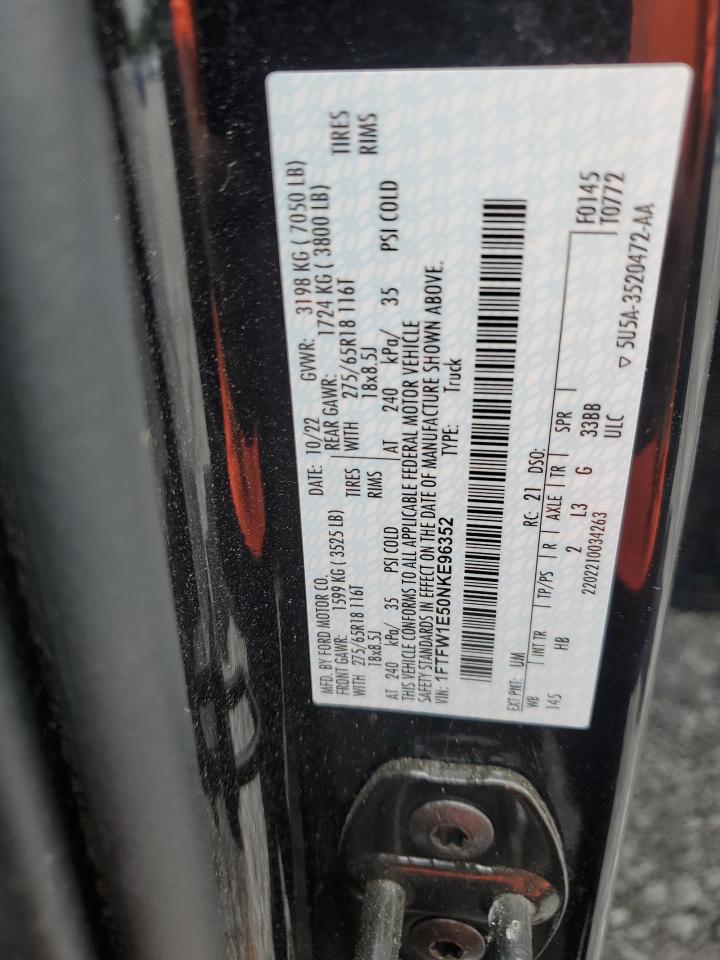 MFD. BY FORD MOTOR CO.
DATE: 10/22 GVWR: 3198 KG ( 7050 LB)
FRONT GAWR: 1599 KG ( 3525 LB) REAR GAWR: 1724 KG ( 3800 LB)
WITH 275/65R18 116T TIRES WITH 275/65R18 116T TIRES
18x8.5J RIMS 18x8.5J RIMS
AT 240 kPa/ 35 PSI COLD AT 240 kPa/ 35 PSI COLD
THIS VEHICLE CONFORMS TO ALL APPLICABLE FEDERAL MOTOR VEHICLE
SAFETY STANDARDS IN EFFECT ON THE DATE OF MANUFACTURE SHOWN ABOVE.
VIN: 1FTFW1E50NKE96352 TYPE: Truck
EXT PNT: UM RC: 21 DSO:
WB INT TR TP/PS R AXLE TR SPR F0145
145 HB 2 L3 G 33BB T0772
2202210034263 ULC
▽ 5U5A-3520472-AA